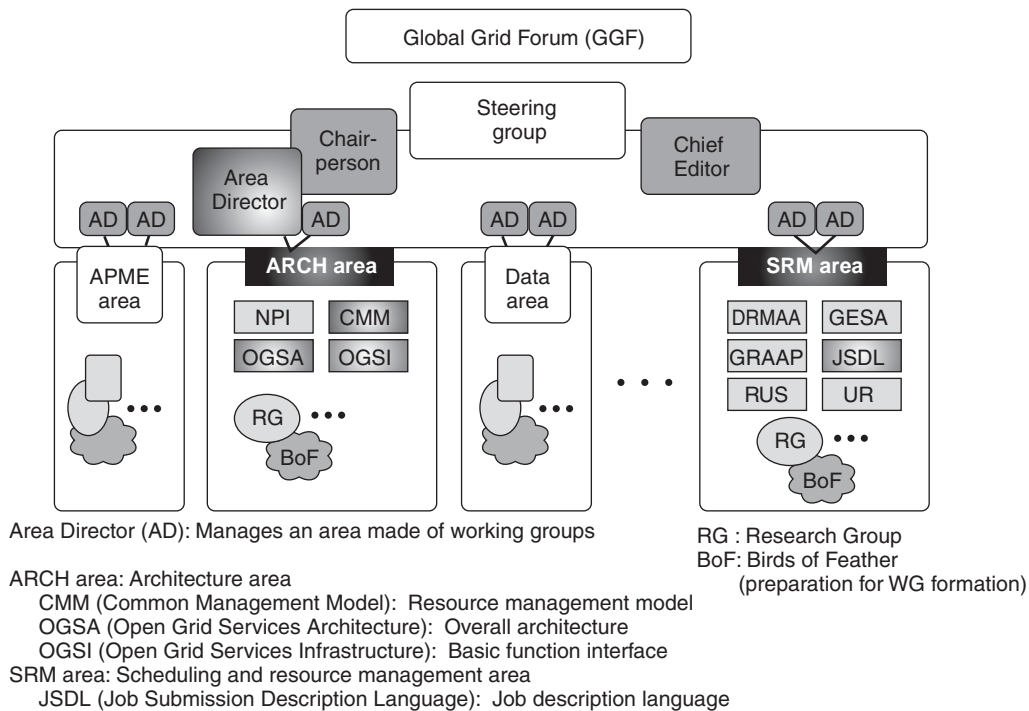 Global Grid Forum (GGF)
Steering
group
Chair-
person
Chief
Editor
Area
Director
AD AD
AD
AD AD
AD AD
APME
area
ARCH area
Data
area
SRM area
NPI CMM
OGSA OGSI
RG
BoF
DRMAA GESA
GRAAP JSDL
RUS UR
RG
BoF
Area Director (AD): Manages an area made of working groups
RG : Research Group
BoF: Birds of Feather
(preparation for WG formation)
ARCH area: Architecture area
CMM (Common Management Model): Resource management model
OGSA (Open Grid Services Architecture): Overall architecture
OGSI (Open Grid Services Infrastructure): Basic function interface
SRM area: Scheduling and resource management area
JSDL (Job Submission Description Language): Job description language